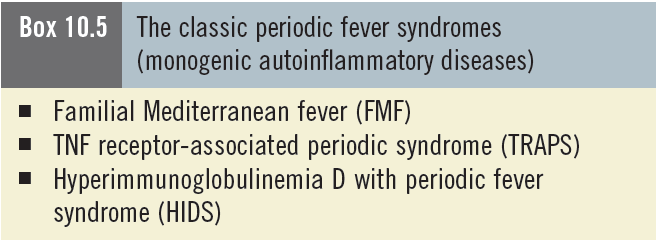 Box 10.5
The classic periodic fever syndromes
(monogenic autoinflammatory diseases)
■ Familial Mediterranean fever (FMF)
■ TNF receptor-associated periodic syndrome (TRAPS)
■ Hyperimmunoglobulinemia D with periodic fever
syndrome (HIDS)